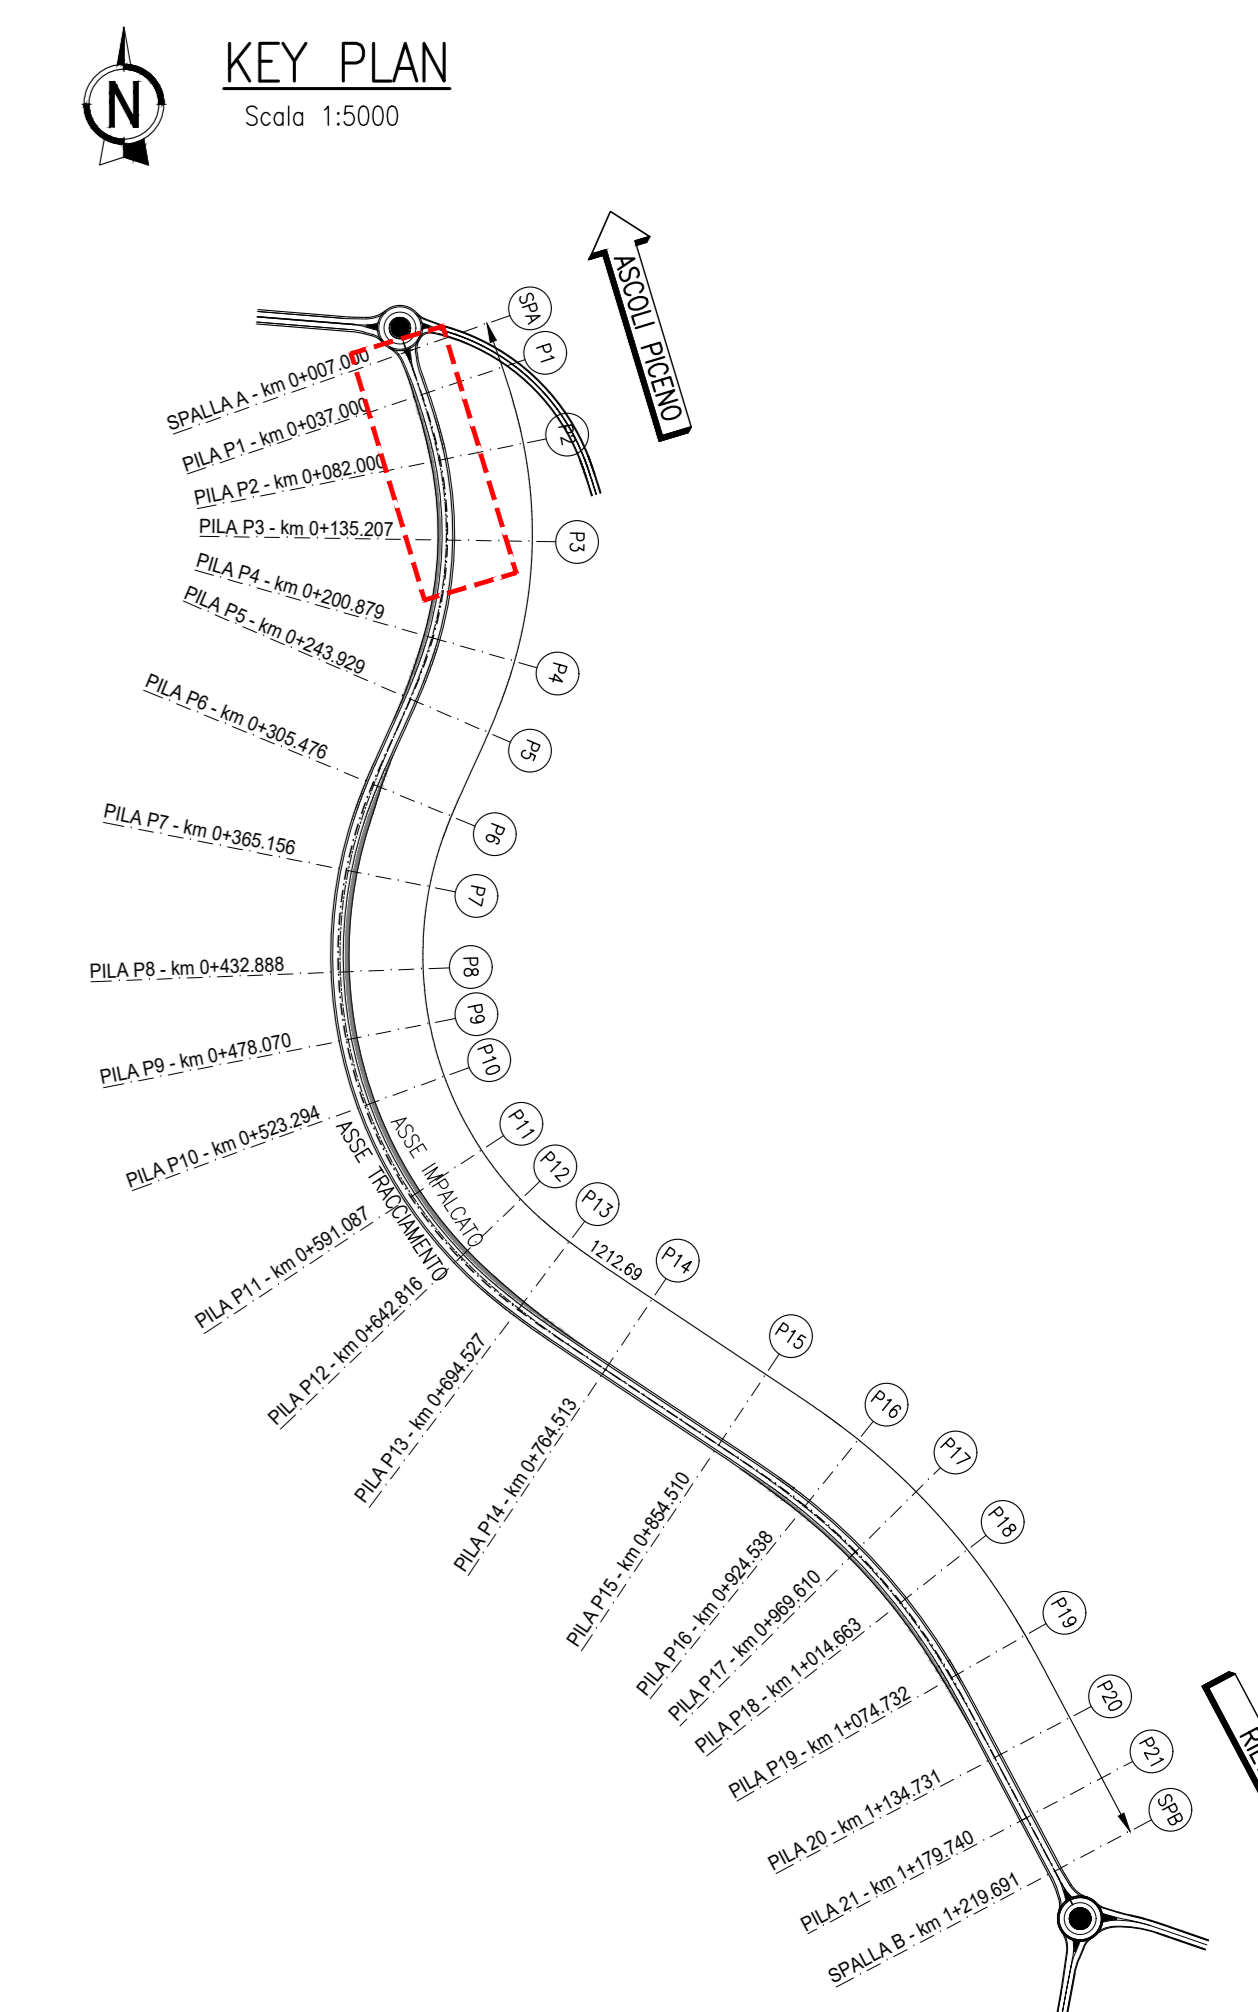 N
KEY PLAN
Scala 1:5000
ASCOLI PICENO
SPA
P1
P2
P3
P4
P5
P6
P7
P8
P9
P10
P11
P12
P13
P14
P15
P16
P17
P18
P19
P20
P21
SPB
SPALLA A - km 0+007.000
PILA P1 - km 0+037.000
PILA P2 - km 0+082.000
PILA P3 - km 0+135.207
PILA P4 - km 0+200.879
PILA P5 - km 0+243.929
PILA P6 - km 0+305.476
PILA P7 - km 0+365.156
PILA P8 - km 0+432.888
PILA P9 - km 0+478.070
PILA P10 - km 0+523.294
PILA P11 - km 0+591.087
PILA P12 - km 0+642.816
PILA P13 - km 0+694.527
PILA P14 - km 0+764.513
PILA P15 - km 0+854.510
PILA P16 - km 0+924.538
PILA P17 - km 0+969.610
PILA P18 - km 1+014.663
PILA P19 - km 1+074.732
PILA 20 - km 1+134.731
PILA 21 - km 1+179.740
SPALLA B - km 1+219.691
ASSE IMPALCATO
ASSE TRACCIAMENTO
1212.69